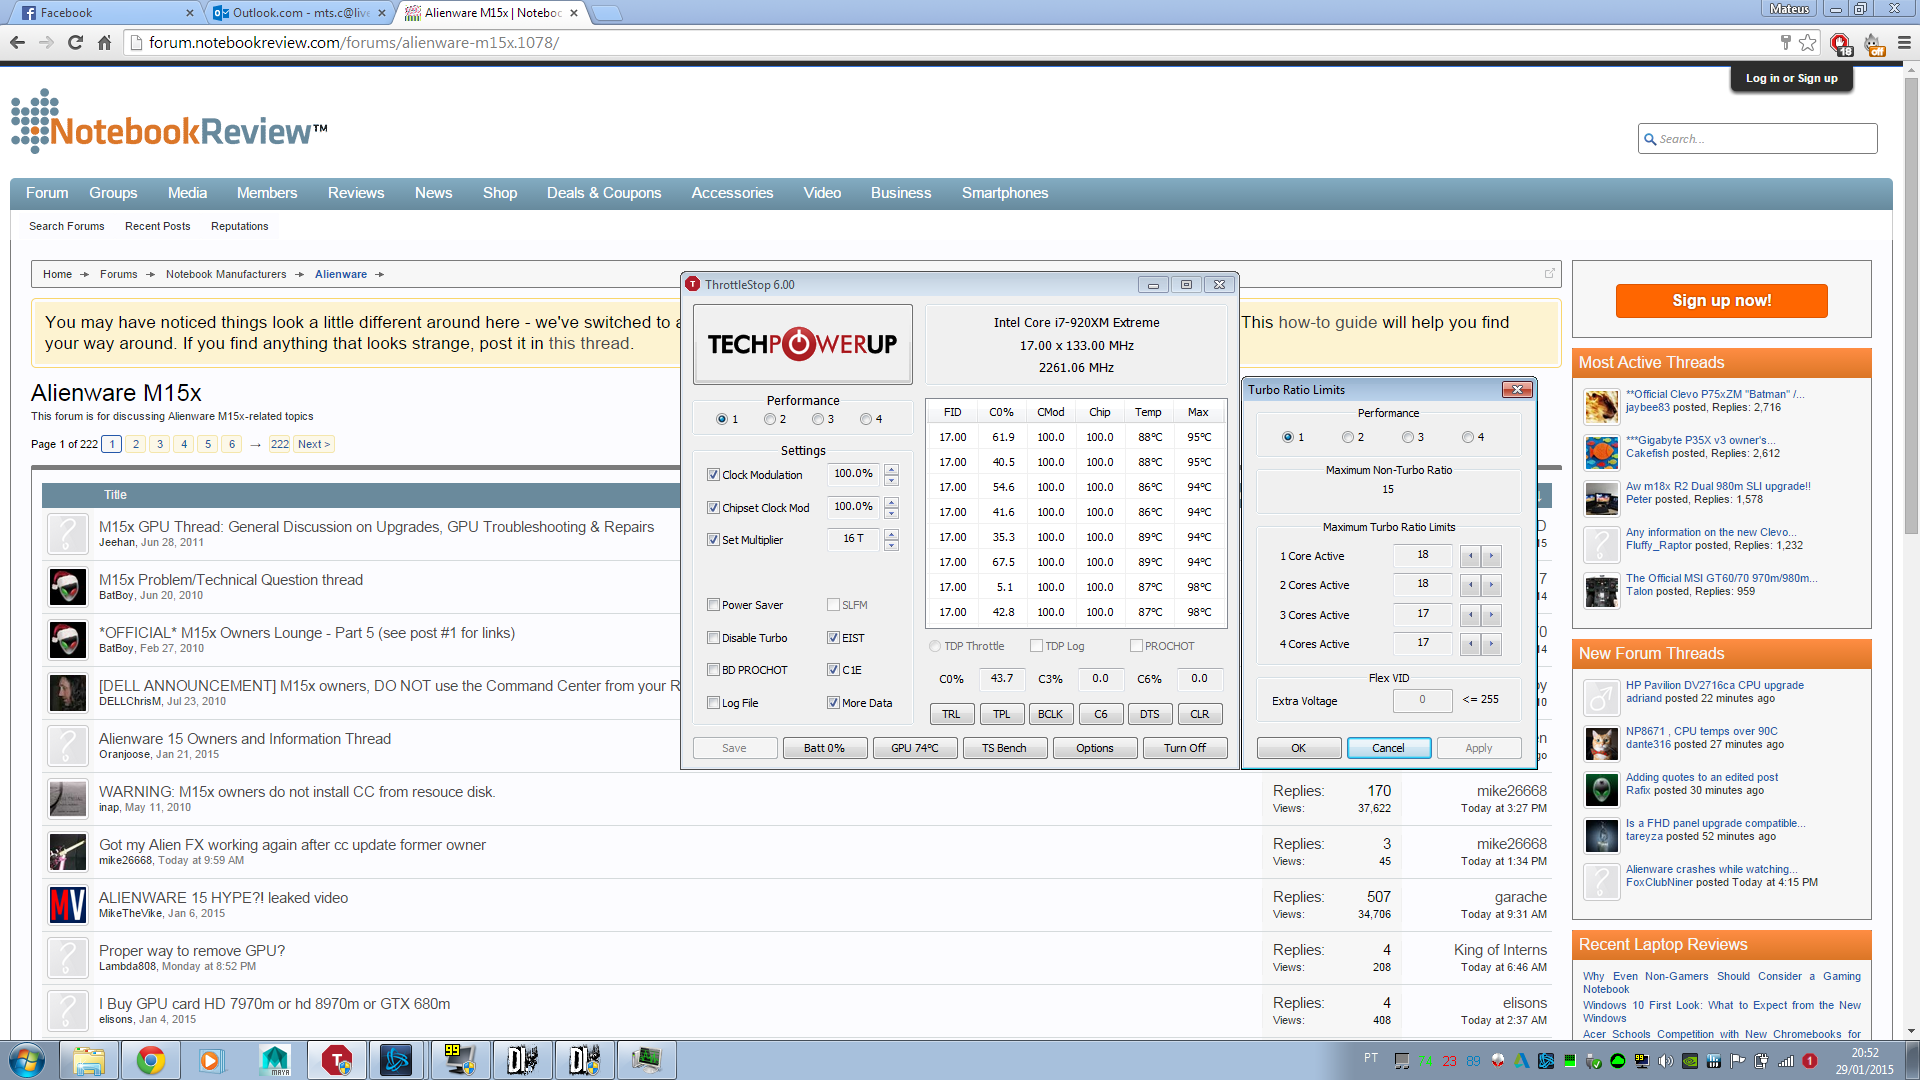 Facebook
Outlook.com - mts.c@live
Alienware M15x | Noteboc
Mateus
forum.notebookreview.com/forums/alienware-m15x.1078/
18
off
Log in or Sign up
NotebookReview™
Search...
Forum Groups Media Members Reviews News Shop Deals & Coupons Accessories Video Business Smartphones
Search Forums Recent Posts Reputations
Home Forums Notebook Manufacturers Alienware
You may have noticed things look a little different around here - we've switched to a
This how-to guide will help you find
your way around. If you find anything that looks strange, post it in this thread.
Alienware M15x
This forum is for discussing Alienware M15x-related topics
Page 1 of 222 1 2 3 4 5 6 → 222 Next >
Title
M15x GPU Thread: General Discussion on Upgrades, GPU Troubleshooting & Repairs
Jeehan, Jun 28, 2011
M15x Problem/Technical Question thread
BatBoy, Jun 20, 2010
*OFFICIAL* M15x Owners Lounge - Part 5 (see post #1 for links)
BatBoy, Feb 27, 2010
[DELL ANNOUNCEMENT] M15x owners, DO NOT use the Command Center from your R
DELLChrisM, Jul 23, 2010
Alienware 15 Owners and Information Thread
Oranjoose, Jan 21, 2015
WARNING: M15x owners do not install CC from resouce disk.
inap, May 11, 2010
Replies: 170
Views: 37,622
mike26668
Today at 3:27 PM
Got my Alien FX working again after cc update former owner
mike26668, Today at 9:59 AM
Replies: 3
Views: 45
mike26668
Today at 1:34 PM
MV
ALIENWARE 15 HYPE?! leaked video
MikeTheVike, Jan 6, 2015
Replies: 507
Views: 34,706
garache
Today at 9:31 AM
Proper way to remove GPU?
Lambda808, Monday at 8:52 PM
Replies: 4
Views: 208
King of Interns
Today at 6:46 AM
I Buy GPU card HD 7970m or hd 8970m or GTX 680m
elisons, Jan 4, 2015
Replies: 4
Views: 408
elisons
Today at 2:37 AM
ThrottleStop 6.00
TECHPOWERUP
Intel Core i7-920XM Extreme
17.00 x 133.00 MHz
2261.06 MHz
Performance
1 2 3 4
Settings
Clock Modulation 100.0%
Chipset Clock Mod 100.0%
Set Multiplier 16 T
Power Saver SLFM
Disable Turbo EIST
BD PROCHOT C1E
Log File More Data
FID C0% CMod Chip Temp Max
17.00 61.9 100.0 100.0 88°C 95°C
17.00 40.5 100.0 100.0 88°C 95°C
17.00 54.6 100.0 100.0 86°C 94°C
17.00 41.6 100.0 100.0 86°C 94°C
17.00 35.3 100.0 100.0 89°C 94°C
17.00 67.5 100.0 100.0 89°C 94°C
17.00 5.1 100.0 100.0 87°C 98°C
17.00 42.8 100.0 100.0 87°C 98°C
TDP Throttle TDP Log PROCHOT
C0% 43.7 C3% 0.0 C6% 0.0
TRL TPL BCLK C6 DTS CLR
Save Batt 0% GPU 74°C TS Bench Options Turn Off
Turbo Ratio Limits
Performance
1 2 3 4
Maximum Non-Turbo Ratio
15
Maximum Turbo Ratio Limits
1 Core Active 18
2 Cores Active 18
3 Cores Active 17
4 Cores Active 17
Flex VID
Extra Voltage 0 <= 255
OK Cancel Apply
Sign up now!
Most Active Threads
**Official Clevo P75xZM "Batman" /...
jaybee83 posted, Replies: 2,716
***Gigabyte P35X v3 owner's...
Cakefish posted, Replies: 2,612
Aw m18x R2 Dual 980m SLI upgrade!!
Peter posted, Replies: 1,578
Any information on the new Clevo...
Fluffy_Raptor posted, Replies: 1,232
The Official MSI GT60/70 970m/980m...
Talon posted, Replies: 959
New Forum Threads
HP Pavilion DV2716ca CPU upgrade
adriand posted 22 minutes ago
NP8671 , CPU temps over 90C
dante316 posted 27 minutes ago
Adding quotes to an edited post
Rafix posted 30 minutes ago
Is a FHD panel upgrade compatible...
tareyza posted 52 minutes ago
Alienware crashes while watching...
FoxClubNiner posted Today at 4:15 PM
Recent Laptop Reviews
Why Even Non-Gamers Should Consider a Gaming
Notebook
Windows 10 First Look: What to Expect from the New
Windows
Acer Schools Competition with New Chromebooks for
MAYA
99
PT
74 23 89
20:52
29/01/2015